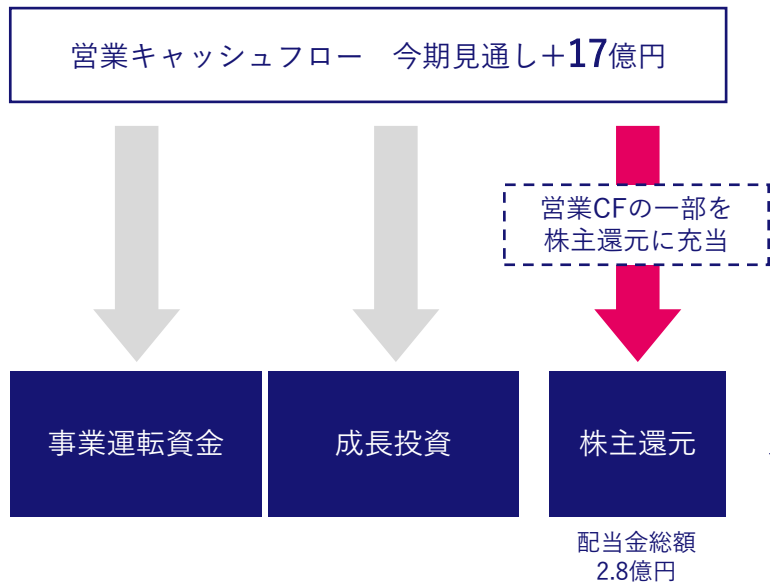 営業キャッシュフロー　今期見通し＋17億円
営業CFの一部を
株主還元に充当
事業運転資金
成長投資
株主還元
配当金総額
2.8億円